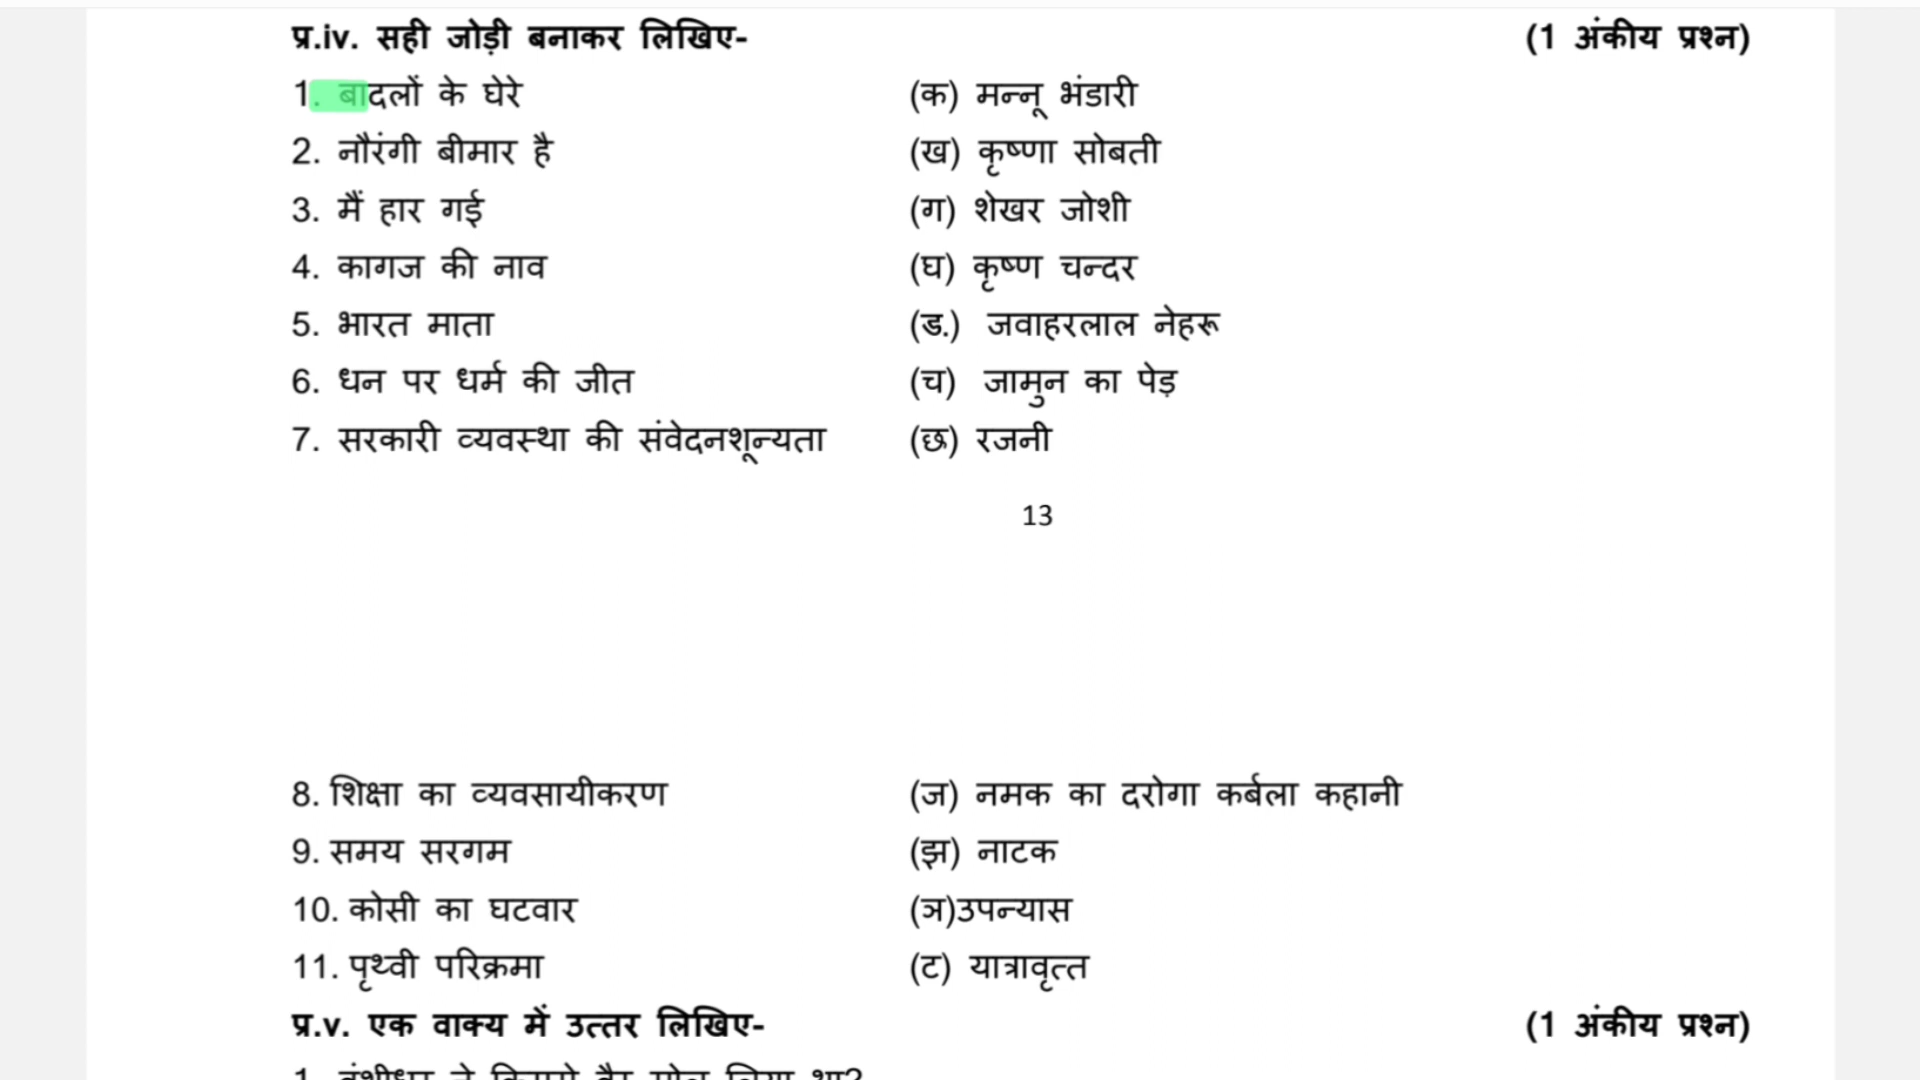 प्र.iv. सही जोड़ी बनाकर लिखिए- (1 अंकीय प्रश्न)
1. बादलों के घेरे (क) मन्नू भंडारी
2. नौरंगी बीमार है (ख) कृष्णा सोबती
3. मैं हार गई (ग) शेखर जोशी
4. कागज की नाव (घ) कृष्ण चन्दर
5. भारत माता (ड.) जवाहरलाल नेहरू
6. धन पर धर्म की जीत (च) जामुन का पेड़
7. सरकारी व्यवस्था की संवेदनशून्यता (छ) रजनी
13
8. शिक्षा का व्यवसायीकरण (ज) नमक का दरोगा कर्बला कहानी
9. समय सरगम (झ) नाटक
10. कोसी का घटवार (ञ)उपन्यास
11. पृथ्वी परिक्रमा (ट) यात्रावृत्त
प्र.v. एक वाक्य में उत्तर लिखिए- (1 अंकीय प्रश्न)
1. वंशीधर ने किससे बैर मोल लिया था?